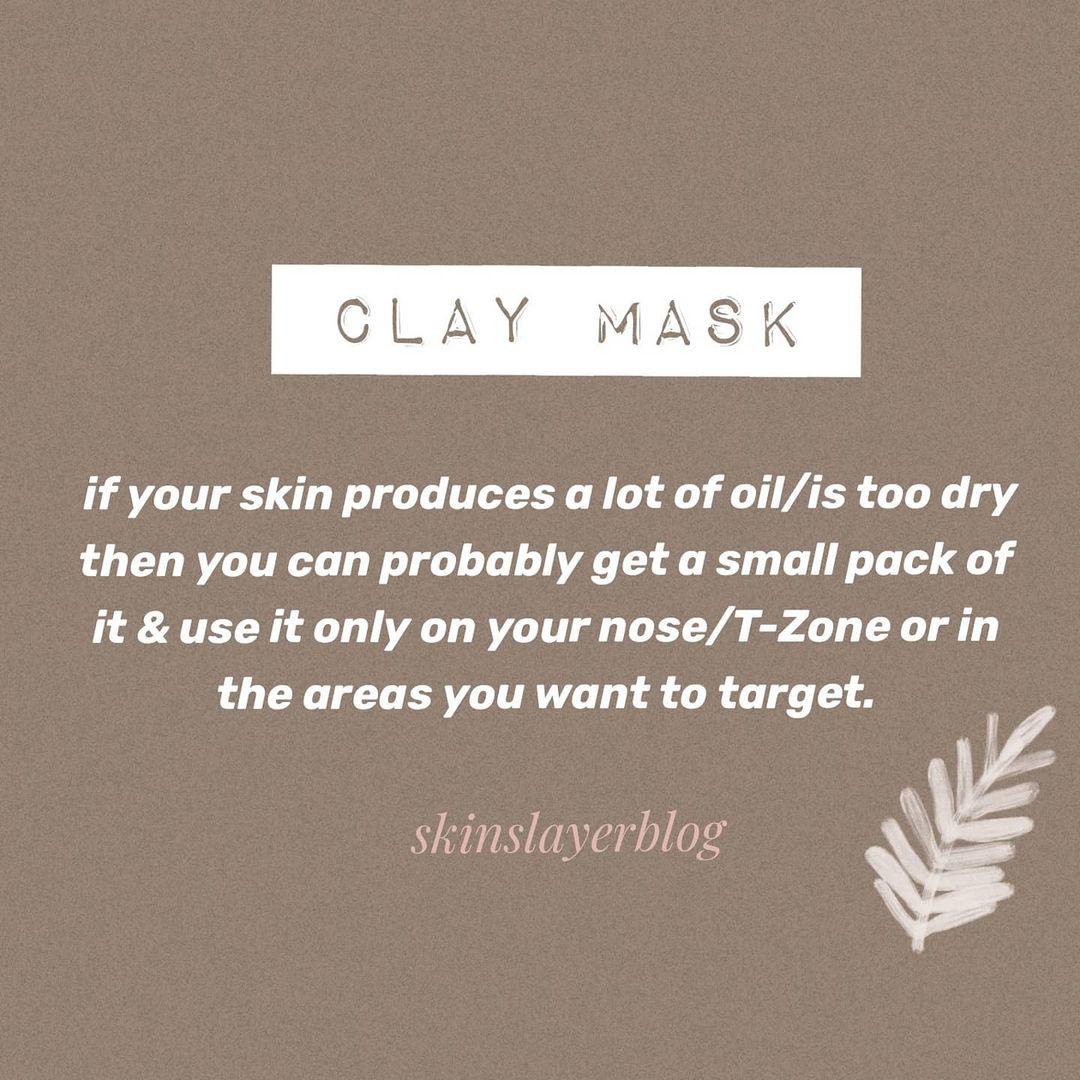 CLAY MASK
if your skin produces a lot of oil/is too dry
then you can probably get a small pack of
it & use it only on your nose/T-Zone or in
the areas you want to target.
skinslayerblog